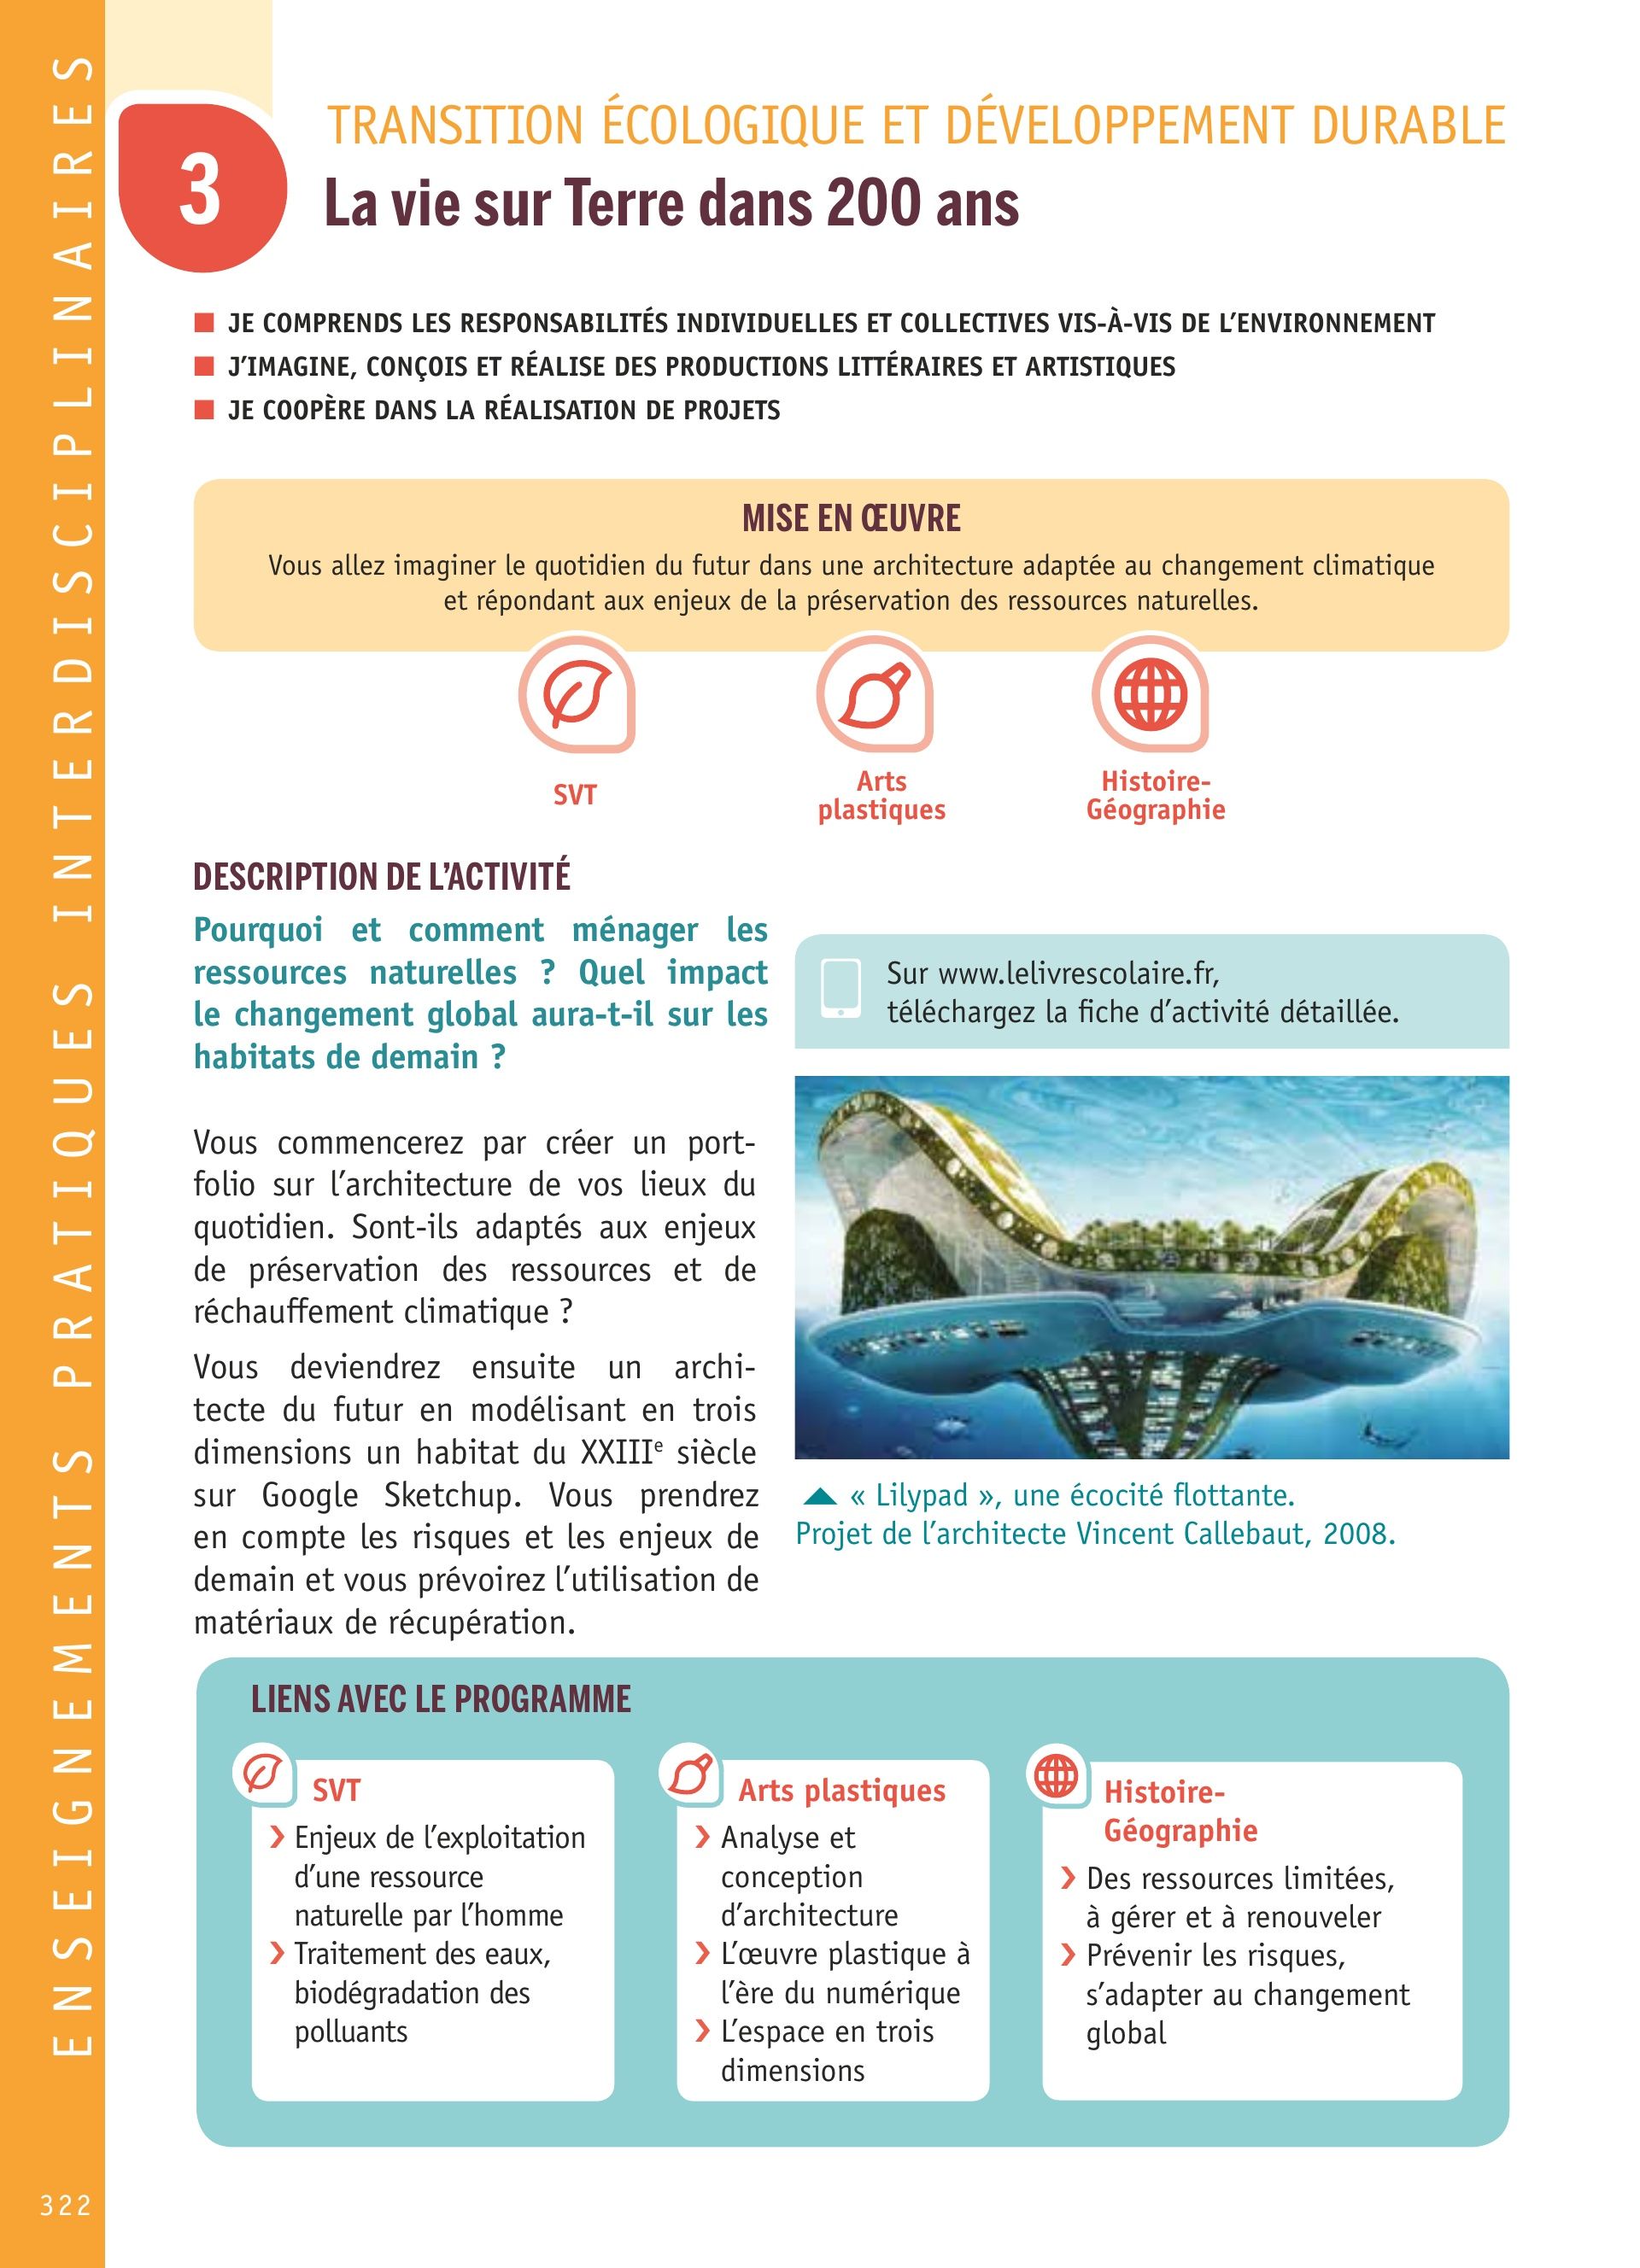 ENSEIGNEMENTS PRATIQUES INTERDISCIPLINAIRES
3
TRANSITION ÉCOLOGIQUE ET DÉVELOPPEMENT DURABLE
La vie sur Terre dans 200 ans
JE COMPRENDS LES RESPONSABILITÉS INDIVIDUELLES ET COLLECTIVES VIS-À-VIS DE L'ENVIRONNEMENT
J'IMAGINE, CONÇOIS ET RÉALISE DES PRODUCTIONS LITTÉRAIRES ET ARTISTIQUES
JE COOPÈRE DANS LA RÉALISATION DE PROJETS
MISE EN ŒUVRE
Vous allez imaginer le quotidien du futur dans une architecture adaptée au changement climatique
et répondant aux enjeux de la préservation des ressources naturelles.
SVT
Arts
plastiques
Histoire-
Géographie
DESCRIPTION DE L'ACTIVITÉ
Pourquoi et comment ménager les
ressources naturelles ? Quel impact
le changement global aura-t-il sur les
habitats de demain ?
Vous commencerez par créer un port-
folio sur l'architecture de vos lieux du
quotidien. Sont-ils adaptés aux enjeux
de préservation des ressources et de
réchauffement climatique ?
Vous deviendrez ensuite un archi-
tecte du futur en modélisant en trois
dimensions un habitat du XXIIIe siècle
sur Google Sketchup. Vous prendrez
en compte les risques et les enjeux de
demain et vous prévoirez l'utilisation de
matériaux de récupération.
Sur www.lelivrescolaire.fr,
téléchargez la fiche d'activité détaillée.
« Lilypad », une écocité flottante.
Projet de l'architecte Vincent Callebaut, 2008.
LIENS AVEC LE PROGRAMME
SVT
Enjeux de l'exploitation
d'une ressource
naturelle par l'homme
Traitement des eaux,
biodégradation des
polluants
Arts plastiques
Analyse et
conception
d'architecture
L'œuvre plastique à
l'ère du numérique
L'espace en trois
dimensions
Histoire-
Géographie
Des ressources limitées,
à gérer et à renouveler
Prévenir les risques,
s'adapter au changement
global
322